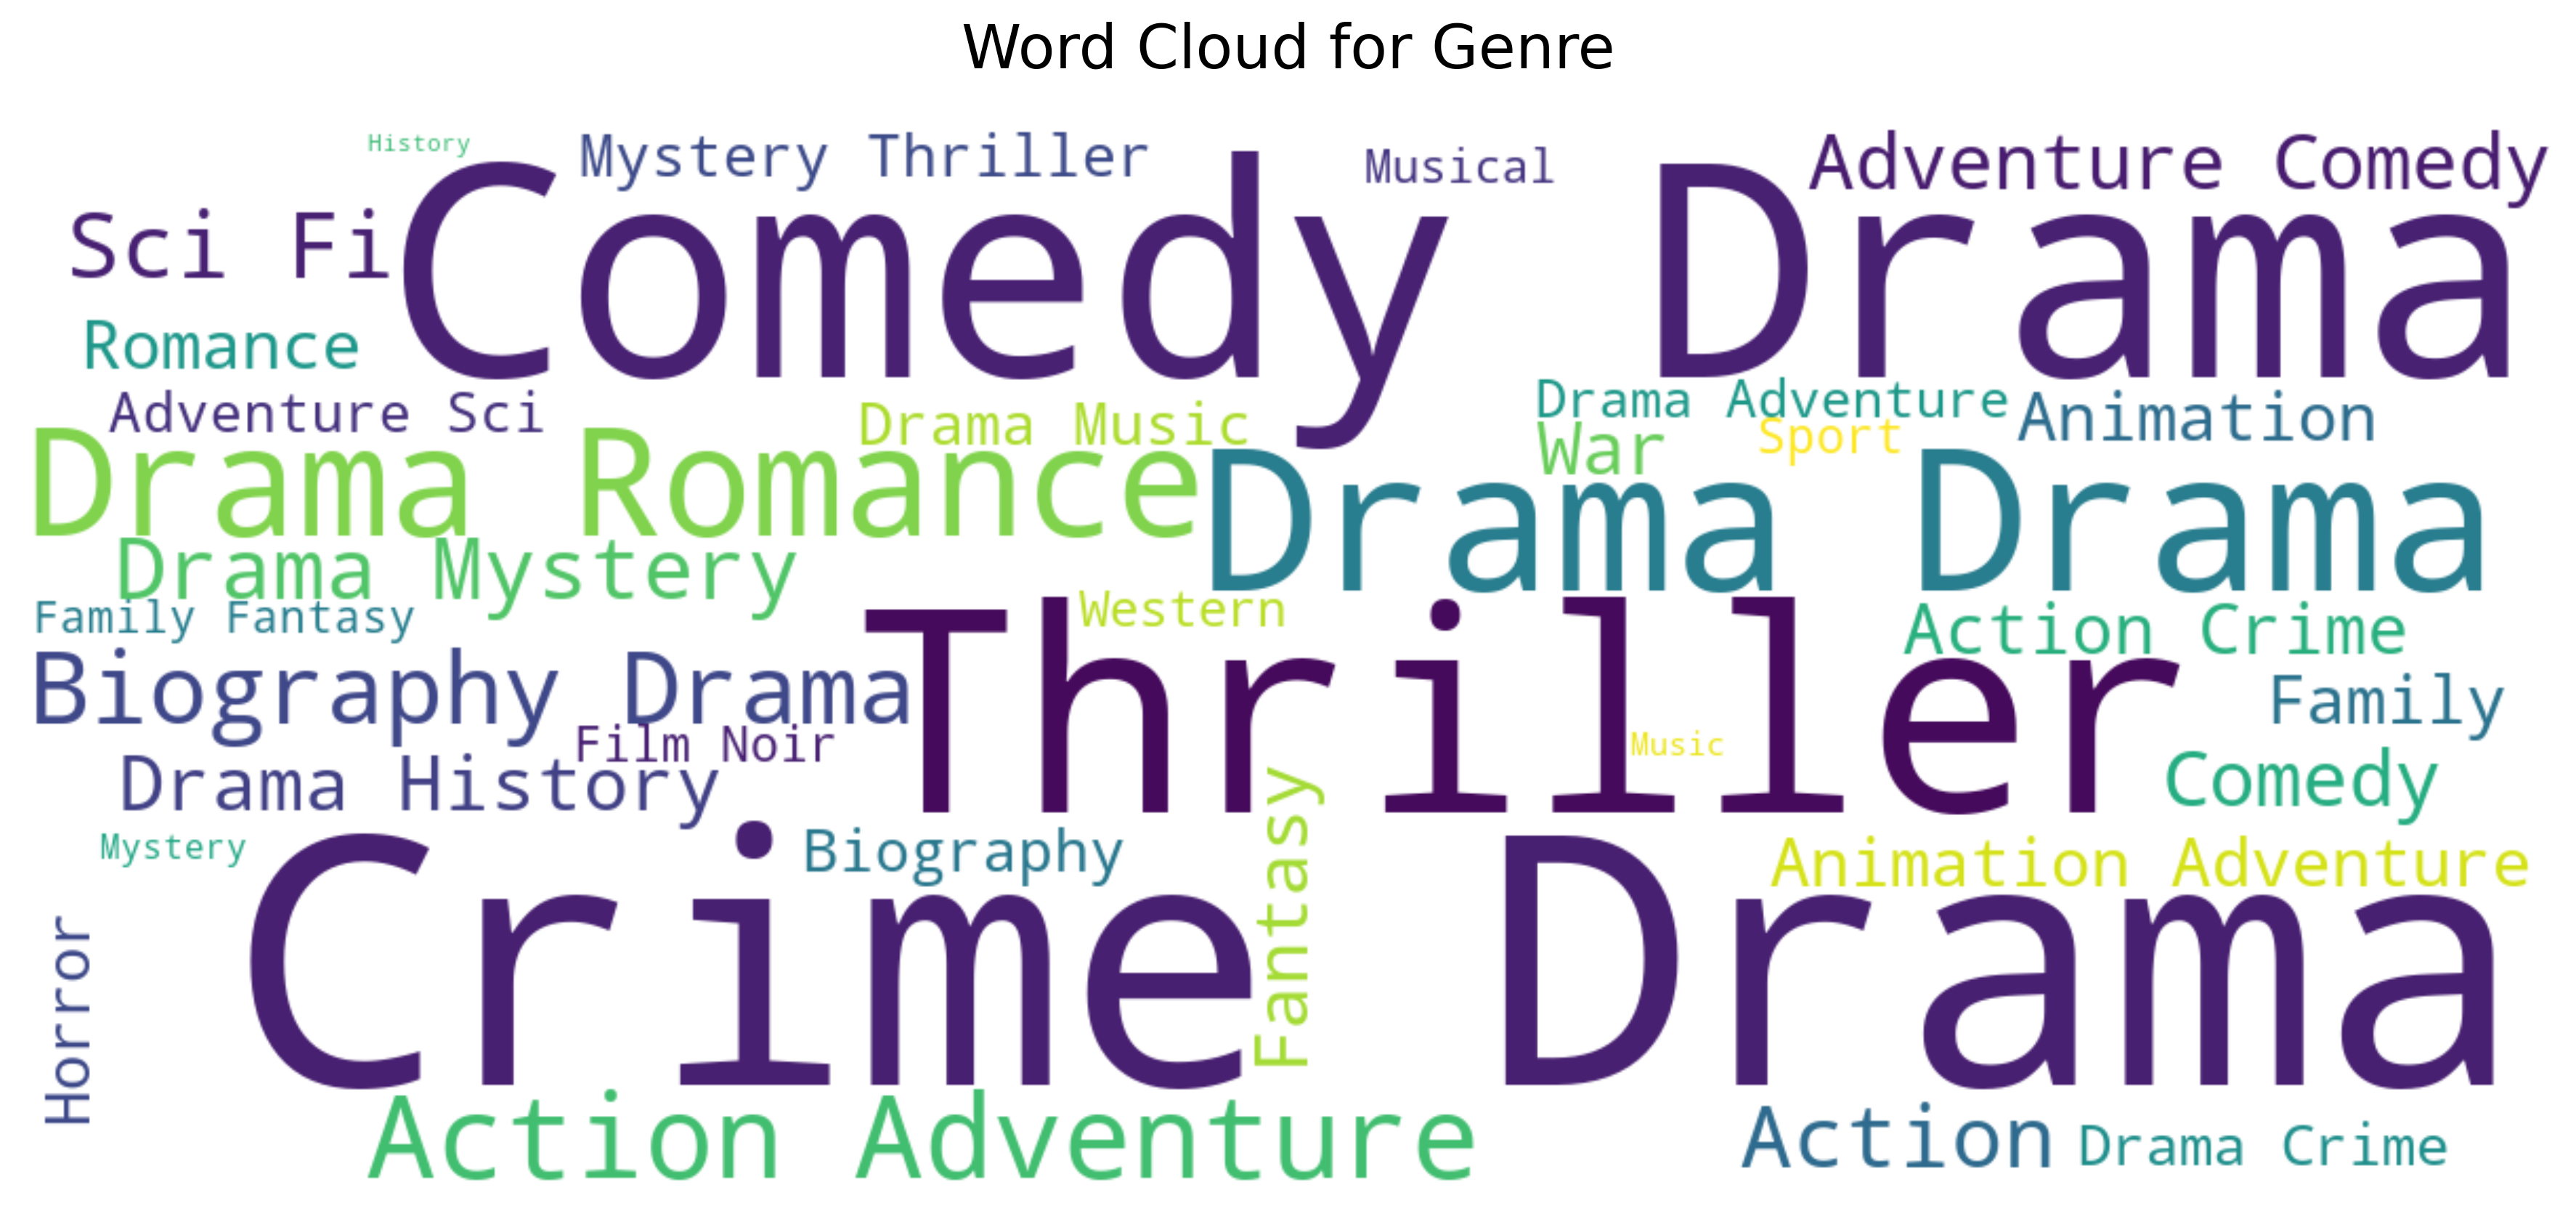 Word Cloud for Genre
History
Mystery Thriller
Musical
Adventure Comedy
Sci Fi
Comedy Drama
Romance
Adventure Sci
Drama Music
Drama Adventure
Animation
War
Sport
Drama Romance
Drama Drama
Drama Mystery
Family Fantasy
Western
Action Crime
Biography Drama
Thriller
Family
Film Noir
Music
Drama History
Comedy
Mystery
Biography
Fantasy
Animation Adventure
Horror
Crime Drama
Action Adventure
Action
Drama Crime